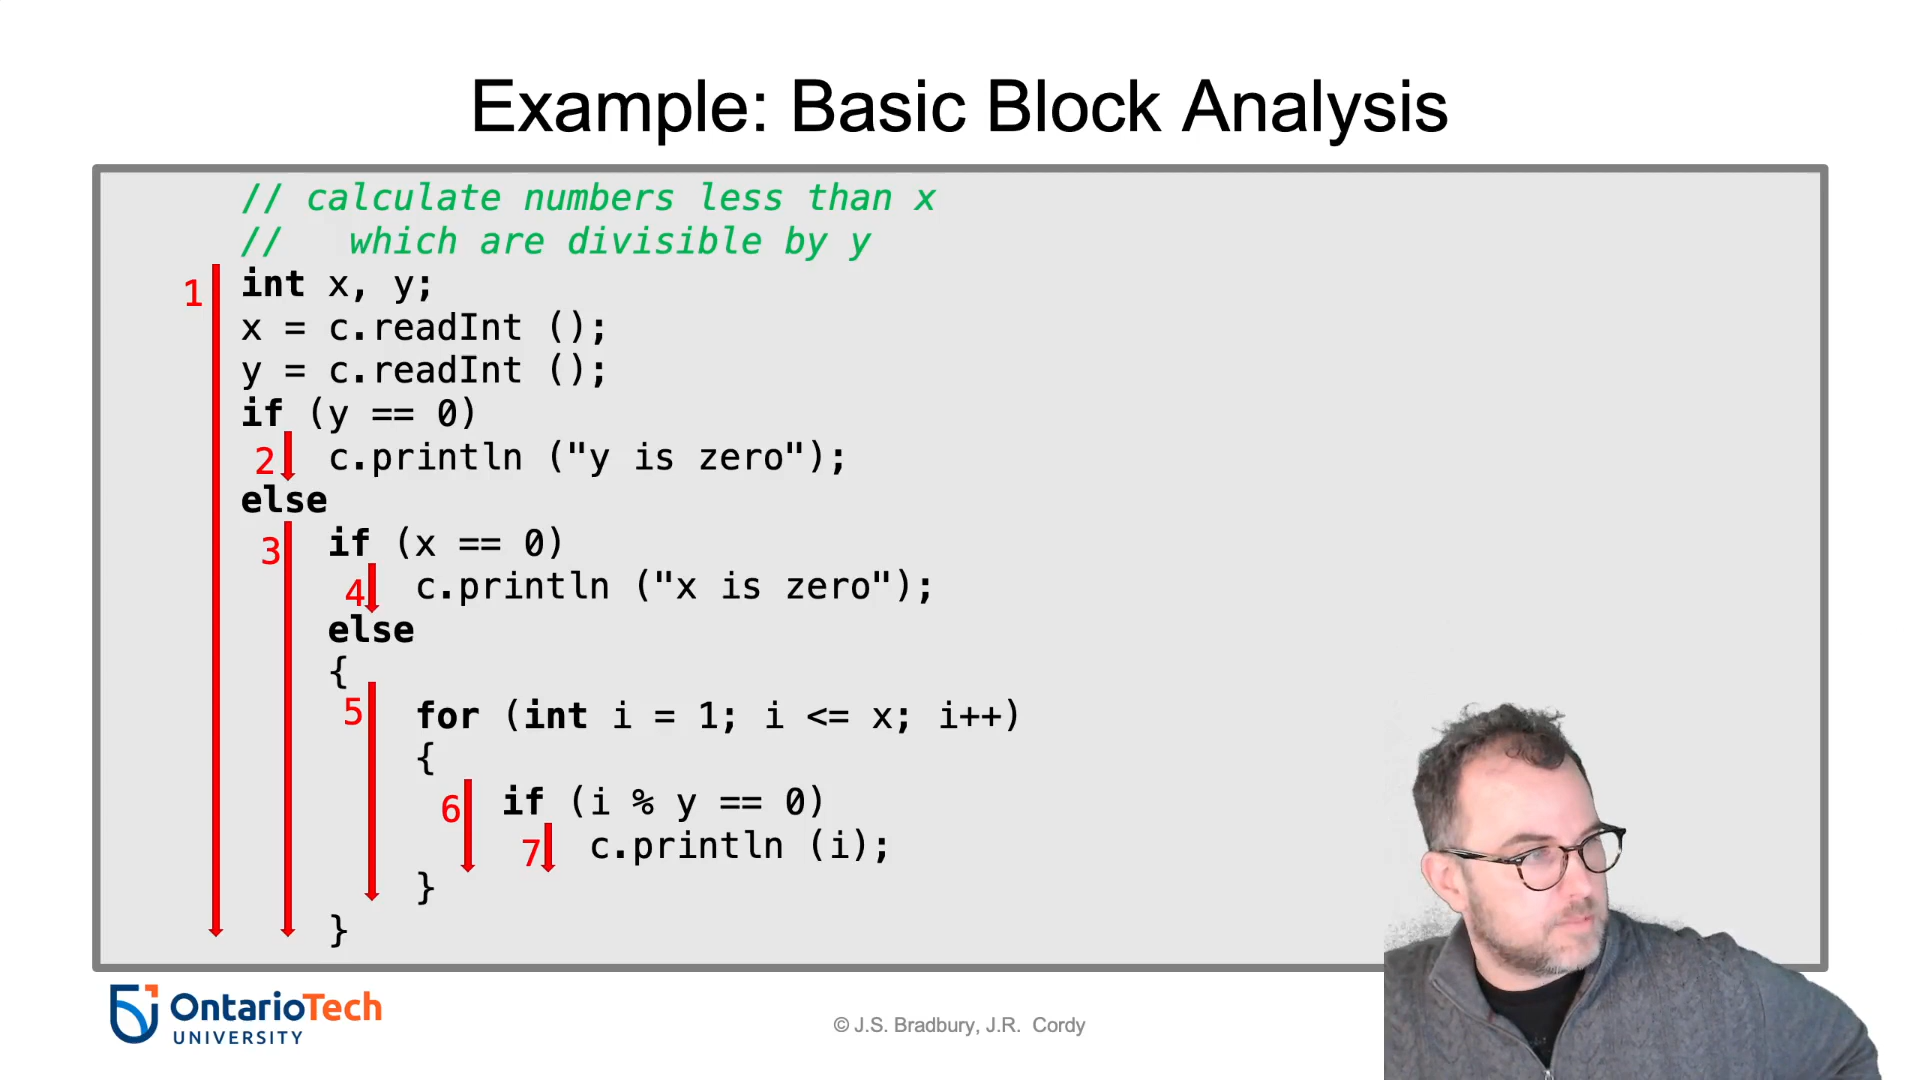 Example: Basic Block Analysis
// calculate numbers less than x
//   which are divisible by y
1 int x, y;
x = c.readInt ();
y = c.readInt ();
if (y == 0)
2 c.println ("y is zero");
else
3 if (x == 0)
4 c.println ("x is zero");
else
{
5 for (int i = 1; i <= x; i++)
{
6 if (i % y == 0)
7 c.println (i);
}
}
OntarioTech
UNIVERSITY
© J.S. Bradbury, J.R. Cordy